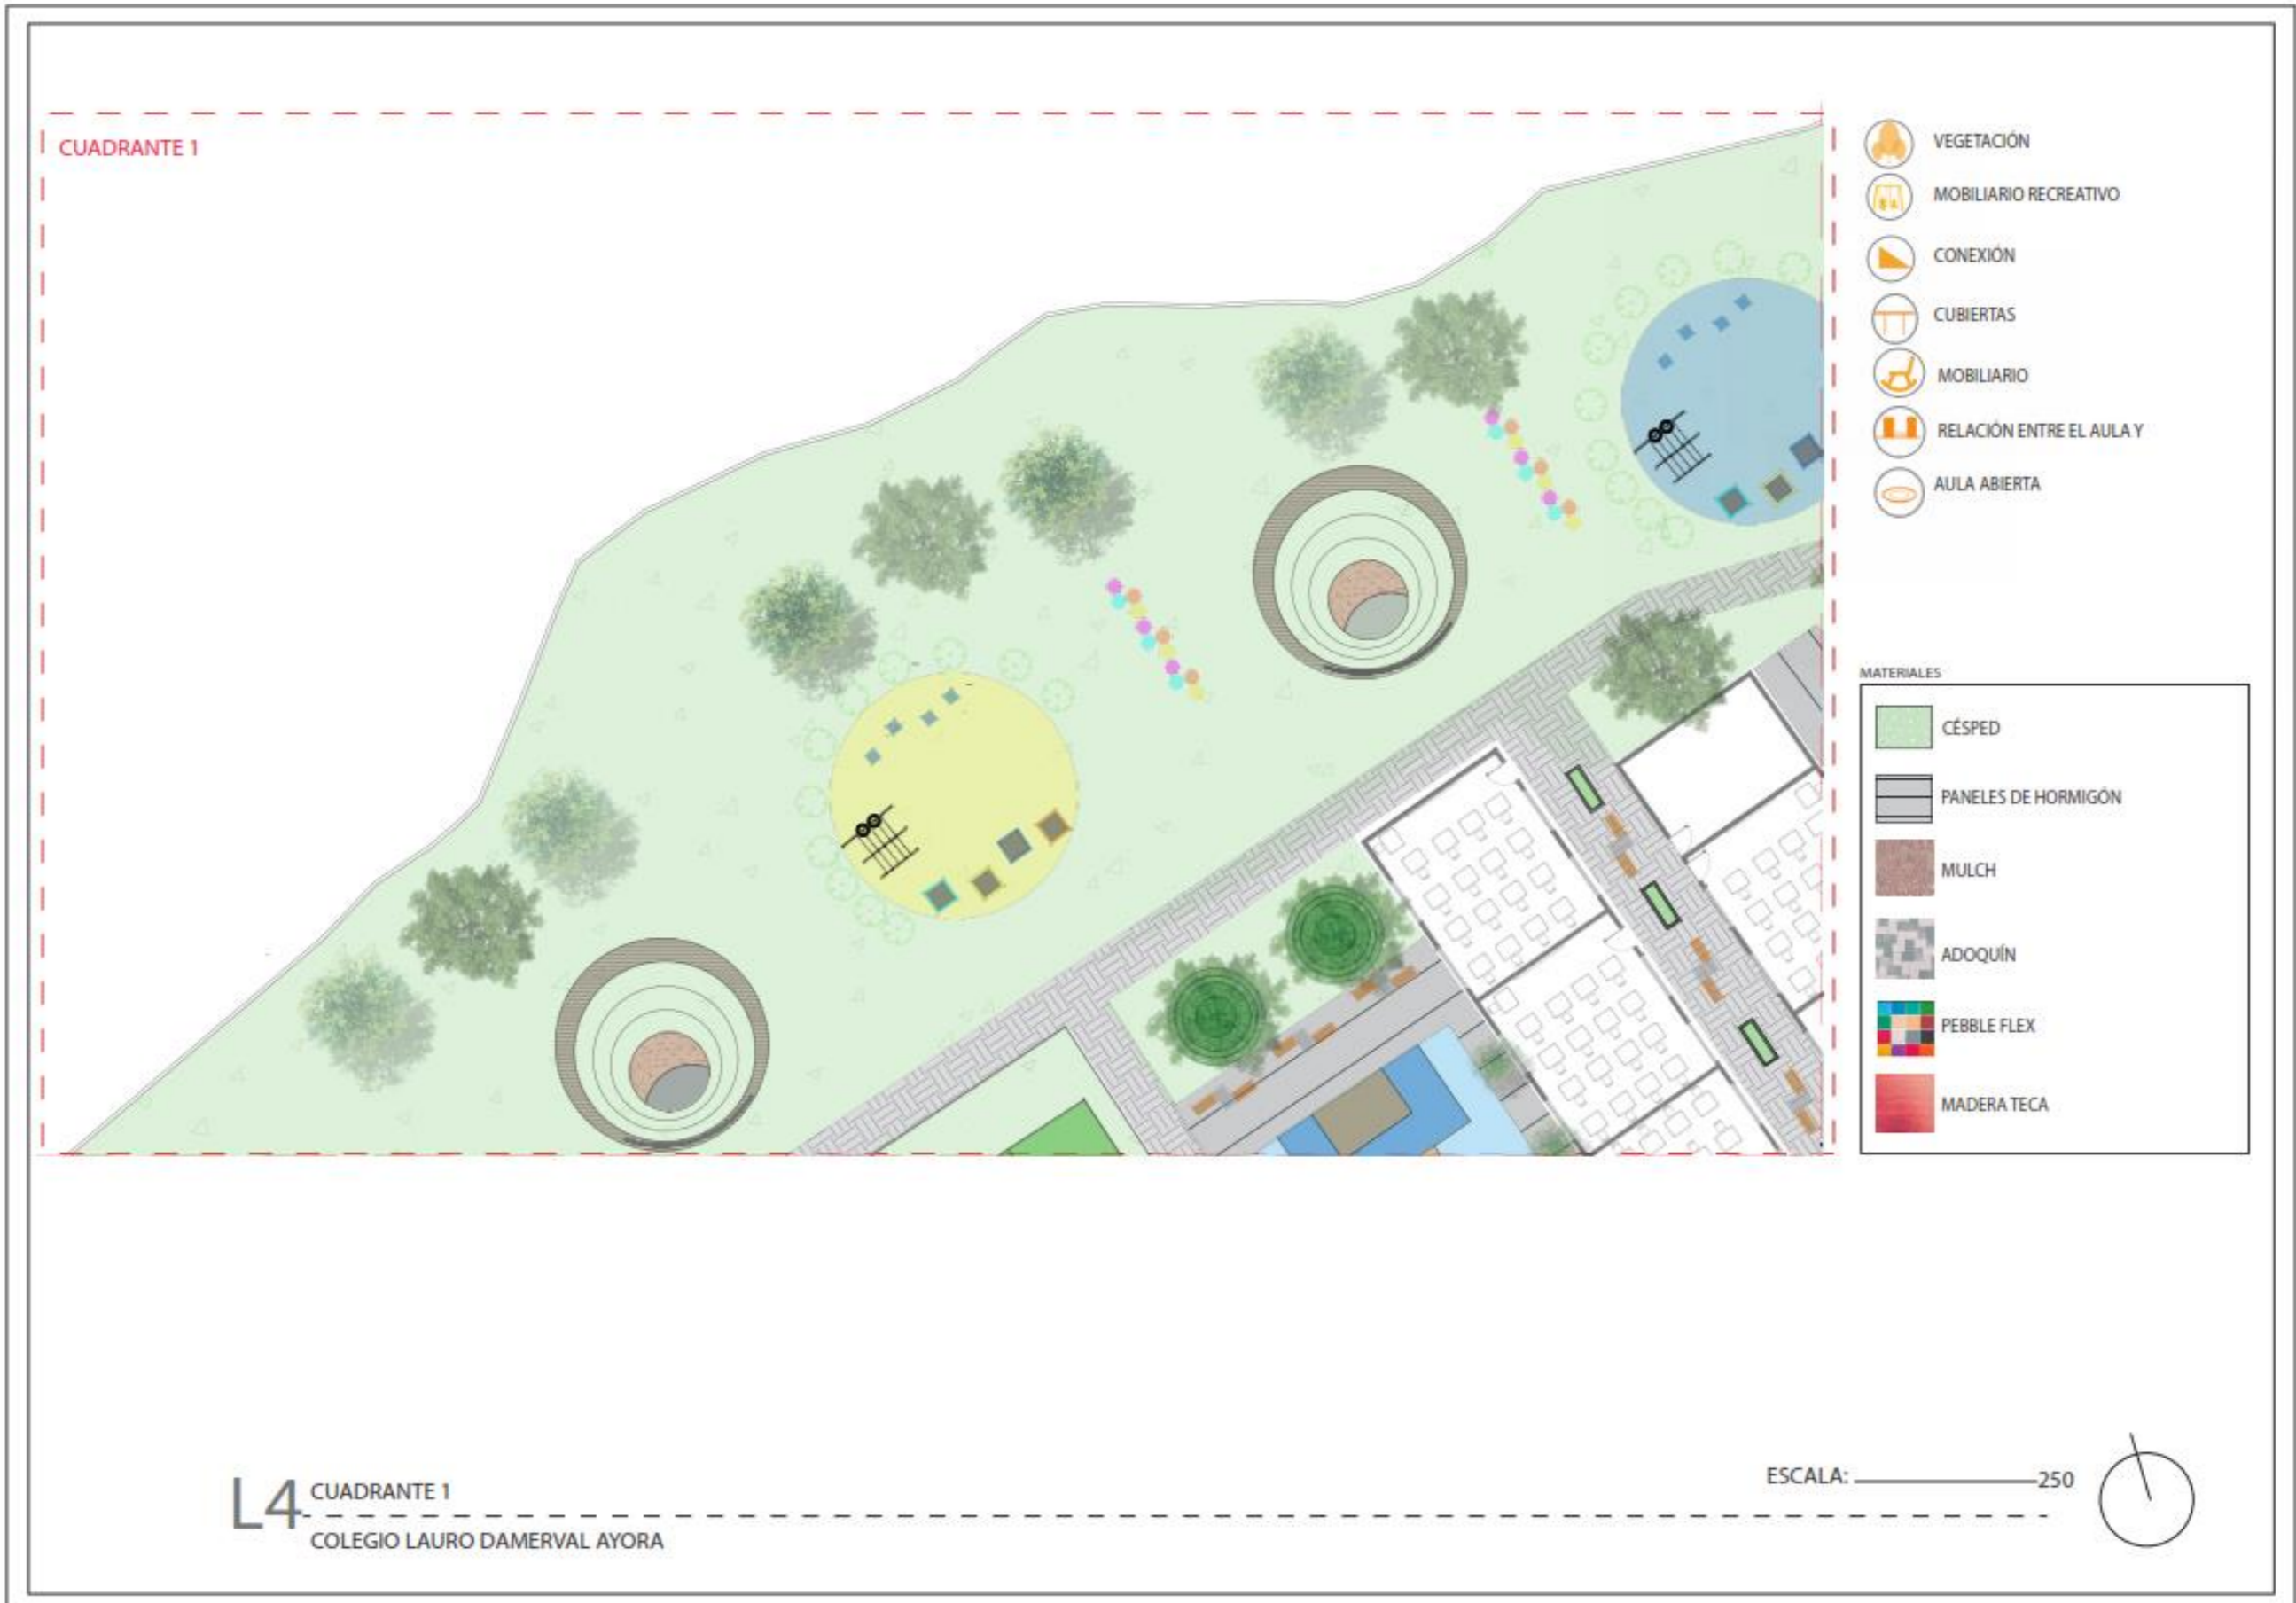 CUADRANTE 1
VEGETACIÓN
MOBILIARIO RECREATIVO
CONEXIÓN
CUBIERTAS
MOBILIARIO
RELACIÓN ENTRE EL AULA Y
AULA ABIERTA
MATERIALES
CÉSPED
PANELES DE HORMIGÓN
MULCH
ADOQUÍN
PEBBLE FLEX
MADERA TECA
L4
CUADRANTE 1
COLEGIO LAURO DAMERVAL AYORA
ESCALA: 250